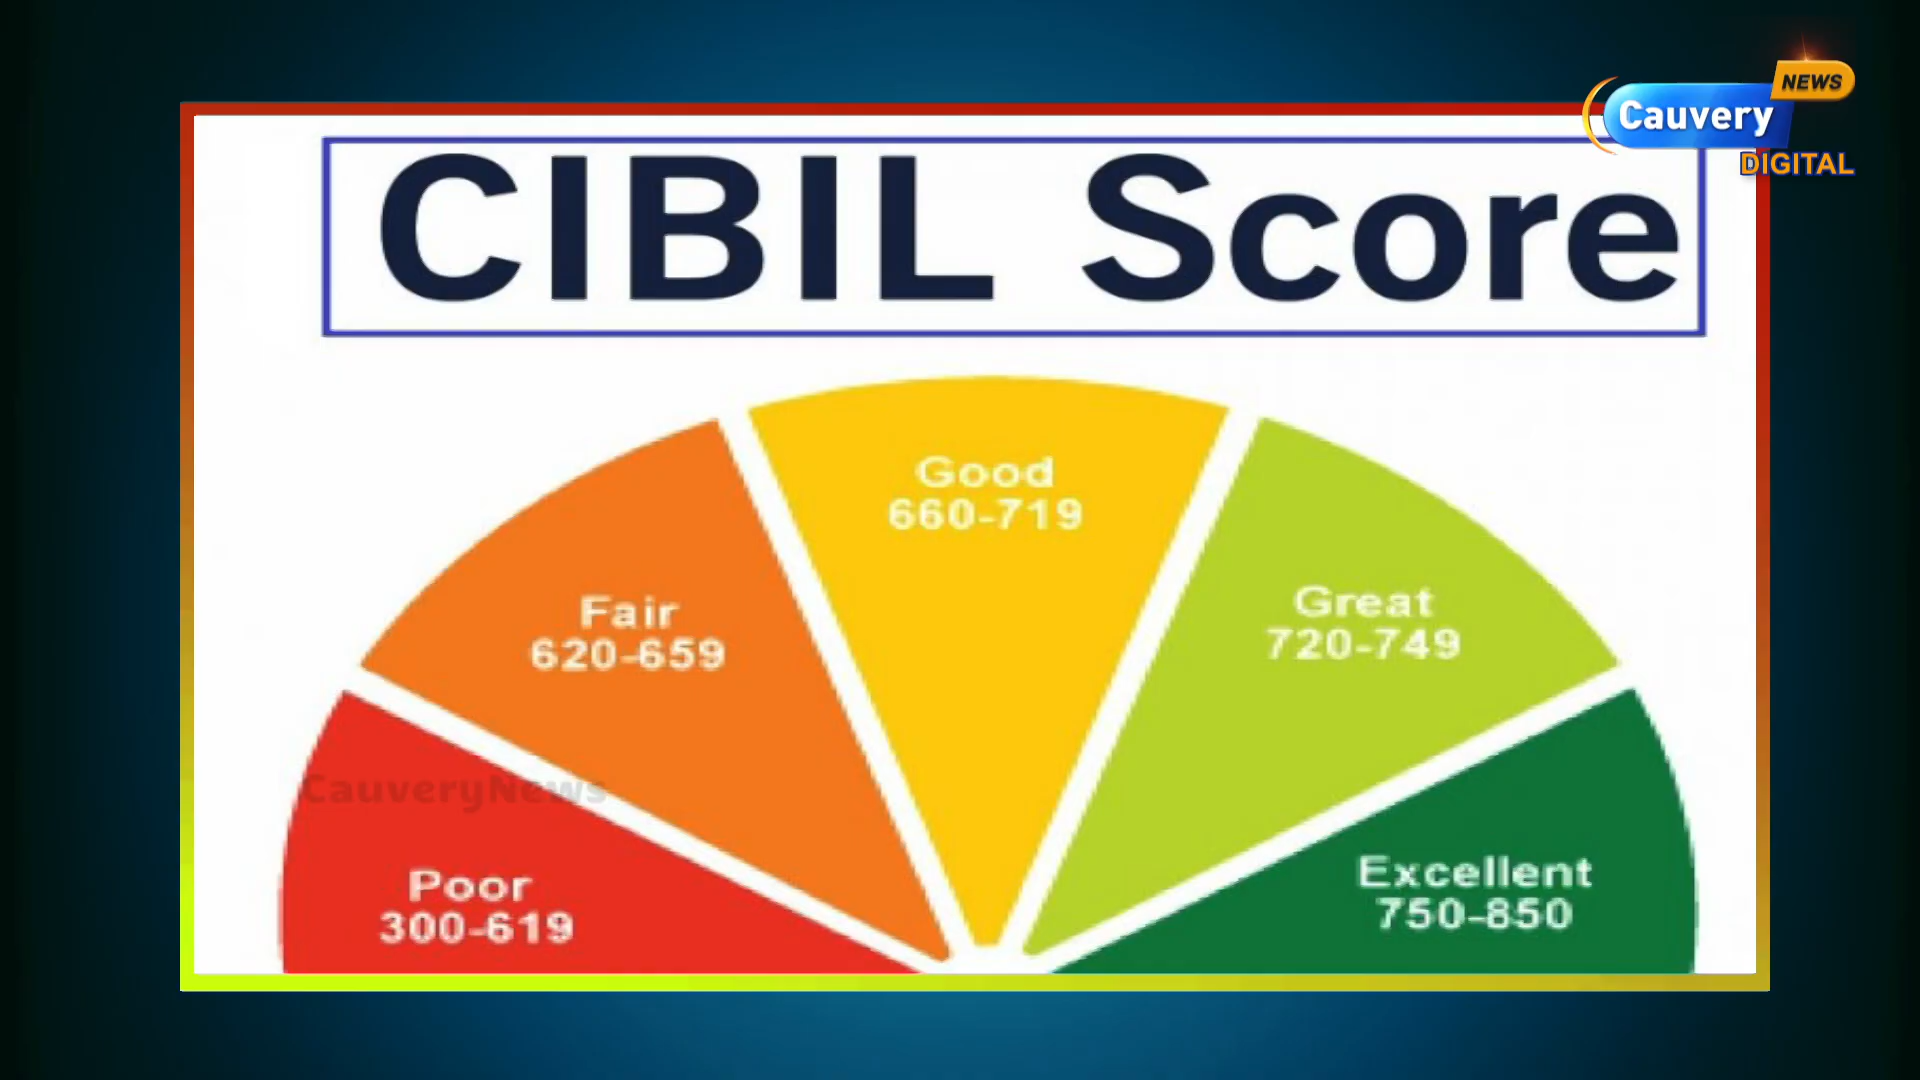 NEWS
Cauvery
DIGITAL
CIBIL Score
Good
660-719
Fair
620-659
Great
720-749
CauveryNews
Poor
300-619
Excellent
750-850